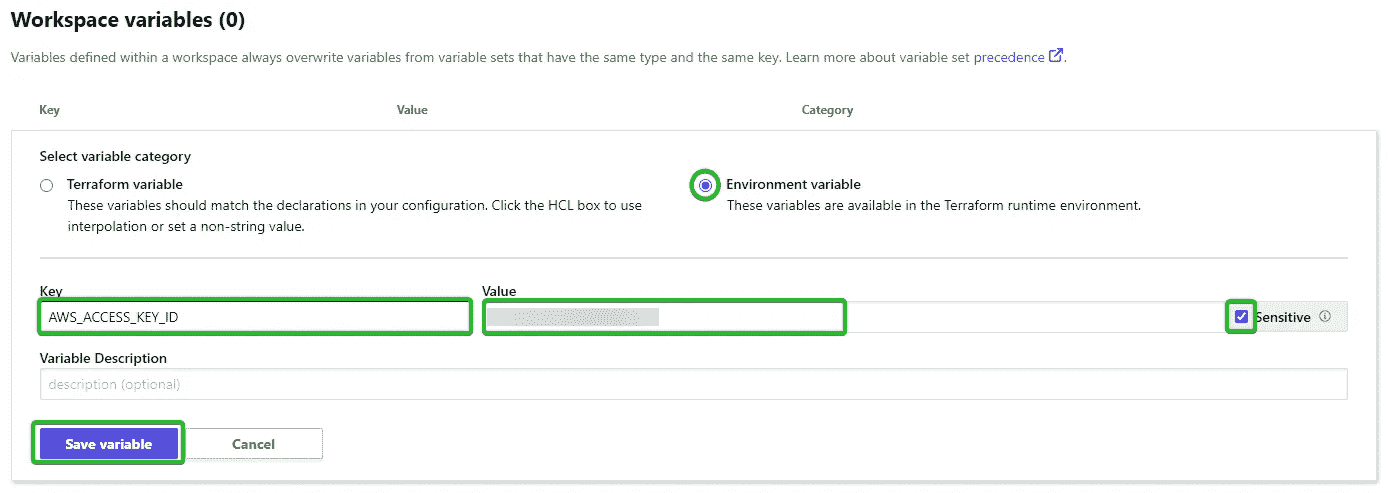 Workspace variables (0)
Variables defined within a workspace always overwrite variables from variable sets that have the same type and the same key. Learn more about variable set precedence.
Key Value Category
Select variable category
Terraform variable
These variables should match the declarations in your configuration. Click the HCL box to use
interpolation or set a non-string value.
Environment variable
These variables are available in the Terraform runtime environment.
Key
AWS_ACCESS_KEY_ID
Value
Sensitive
Variable Description
description (optional)
Save variable
Cancel